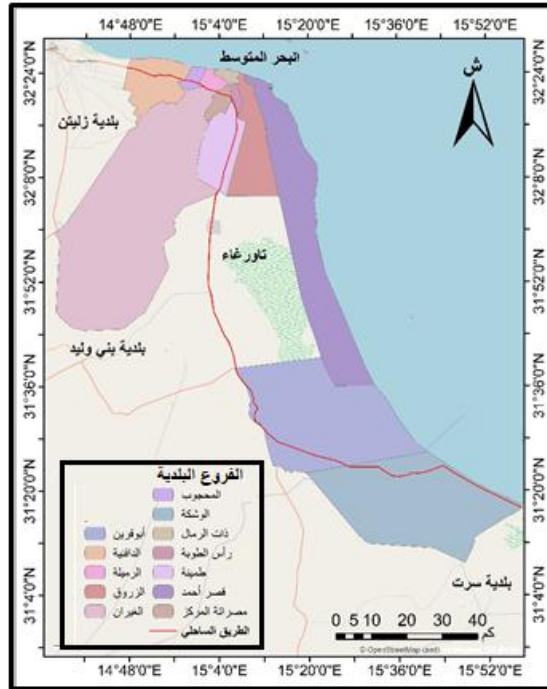 14°48'0"E 15°4'0"E 15°20'0"E 15°36'0"E 15°52'0"E
32°24'0"N
32°8'0"N
31°52'0"N
31°36'0"N
31°20'0"N
31°4'0"N
32°24'0"N
32°8'0"N
31°52'0"N
31°36'0"N
31°20'0"N
31°4'0"N
البحر المتوسط
ش
بلدية زليتن
تاورغاء
بلدية بني وليد
بلدية سرت
الفروع البلدية
المحجوب
الوشكة
ذات الرمال
أبوقرين
رأس الطوبة
الدافنية
طمينة
الرميلة
قصر أحمد
الزروق
مصراتة المركز
الغيران
الطريق الساحلي
0 5 10 20 30 40
كم
© OpenStreetMap (and)
14°48'0"E 15°4'0"E 15°20'0"E 15°36'0"E 15°52'0"E